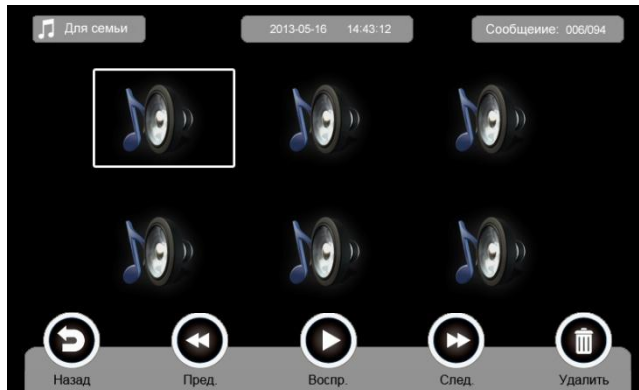 Для семьи
2013-05-16 14:43:12
Сообщеиие: 006/094
Назад
Пред.
Воспр.
След.
Удалить